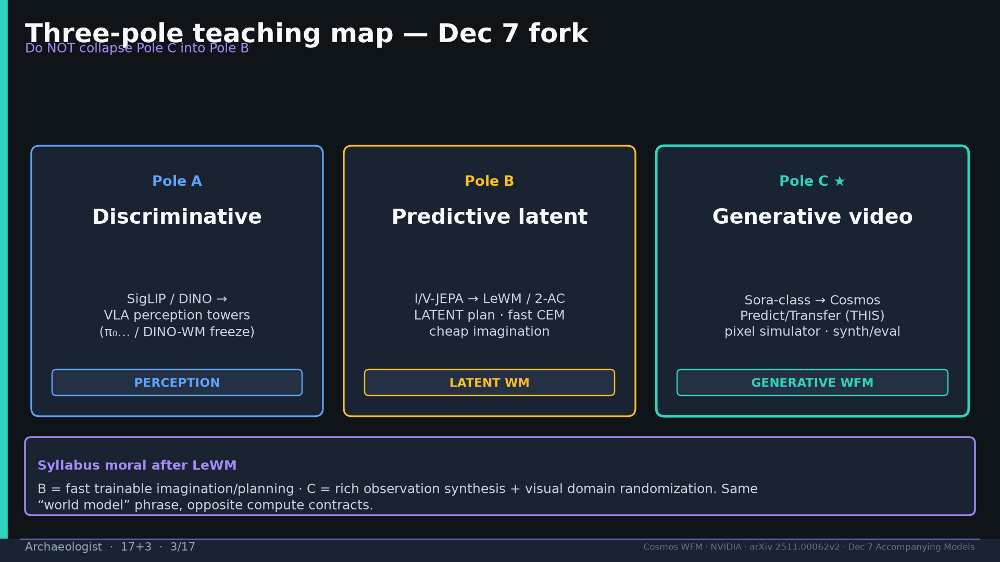 Three-pole teaching map — Dec 7 fork
Do NOT collapse Pole C into Pole B
Pole A
Discriminative
SigLIP / DINO →
VLA perception towers
(π₀… / DINO-WM freeze)
PERCEPTION
Pole B
Predictive latent
I/V-JEPA → LeWM / 2-AC
LATENT plan · fast CEM
cheap imagination
LATENT WM
Pole C ★
Generative video
Sora-class → Cosmos
Predict/Transfer (THIS)
pixel simulator · synth/eval
GENERATIVE WFM
Syllabus moral after LeWM
B = fast trainable imagination/planning · C = rich observation synthesis + visual domain randomization. Same
“world model” phrase, opposite compute contracts.
Archaeologist · 17+3 · 3/17
Cosmos WFM · NVIDIA · arXiv 2511.00062v2 · Dec 7 Accompanying Models